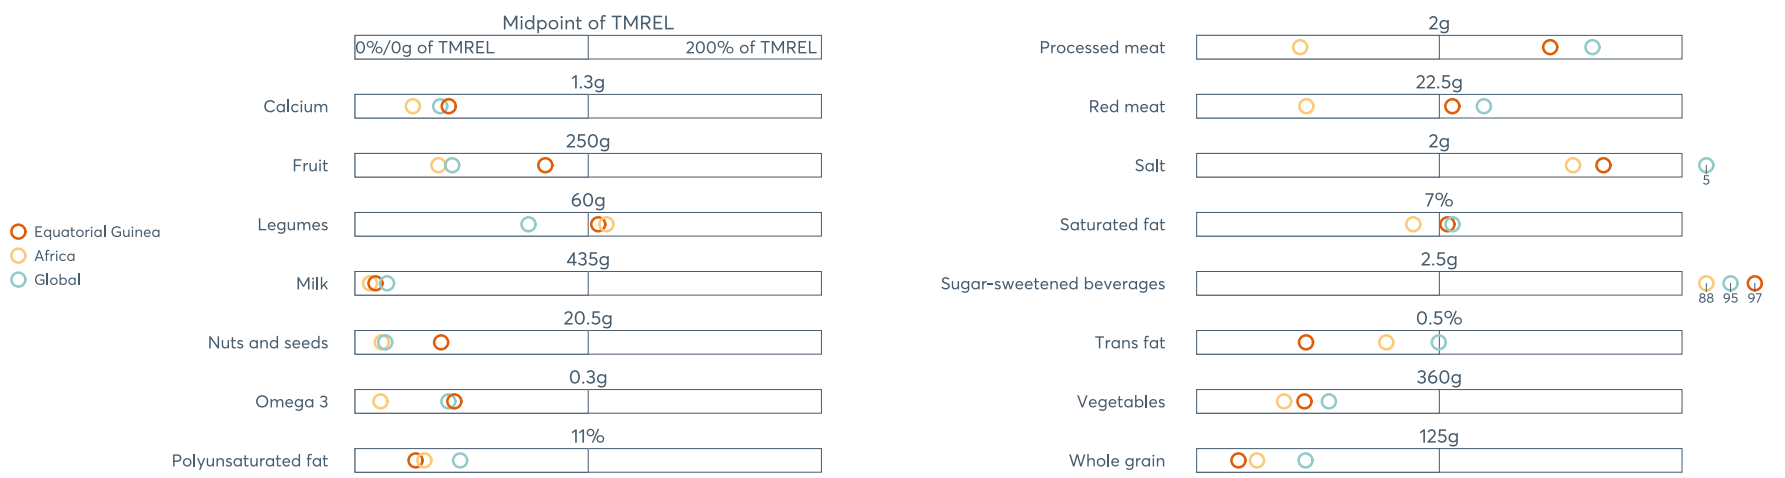 Midpoint of TMREL
0%/0g of TMREL 200% of TMREL
1.3g
Calcium
250g
Fruit
60g
Legumes
435g
Milk
20.5g
Nuts and seeds
0.3g
Omega 3
11%
Polyunsaturated fat
Equatorial Guinea
Africa
Global
2g
Processed meat
22.5g
Red meat
2g
Salt
5
7%
Saturated fat
2.5g
Sugar-sweetened beverages
88 95 97
0.5%
Trans fat
360g
Vegetables
125g
Whole grain